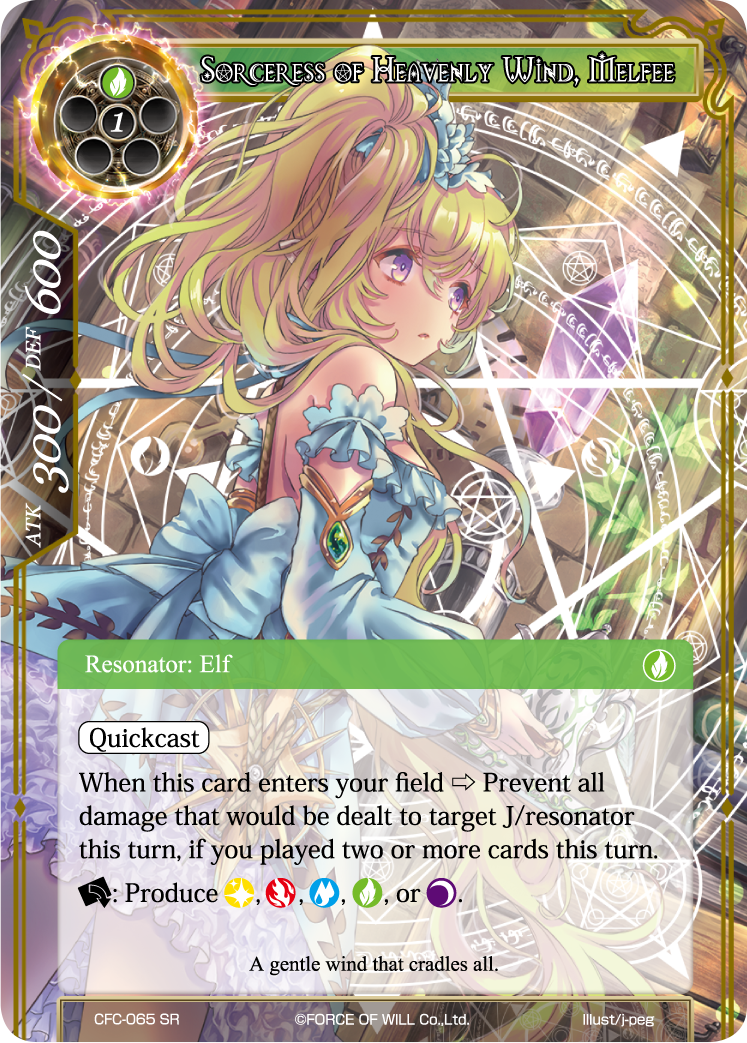 Sorceress of Heavenly Wind, Melfee
1
ATK 300 / DEF 600
Resonator: Elf
Quickcast
When this card enters your field ⇨ Prevent all
damage that would be dealt to target J/resonator
this turn, if you played two or more cards this turn.
: Produce , , , , or .
A gentle wind that cradles all.
CFC-065 SR
©FORCE OF WILL Co.,Ltd.
Illust/j-peg